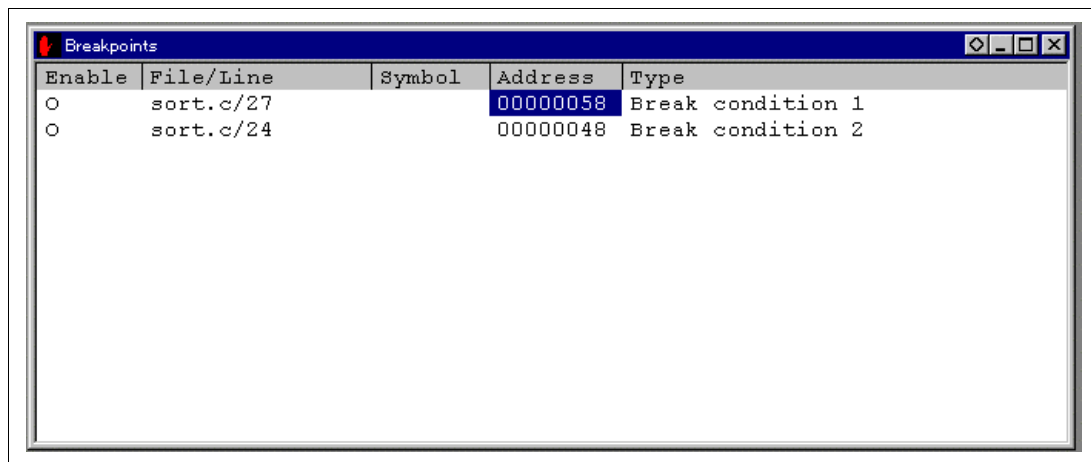 Breakpoints
Enable File/Line Symbol Address Type
O sort.c/27 00000058 Break condition 1
O sort.c/24 00000048 Break condition 2